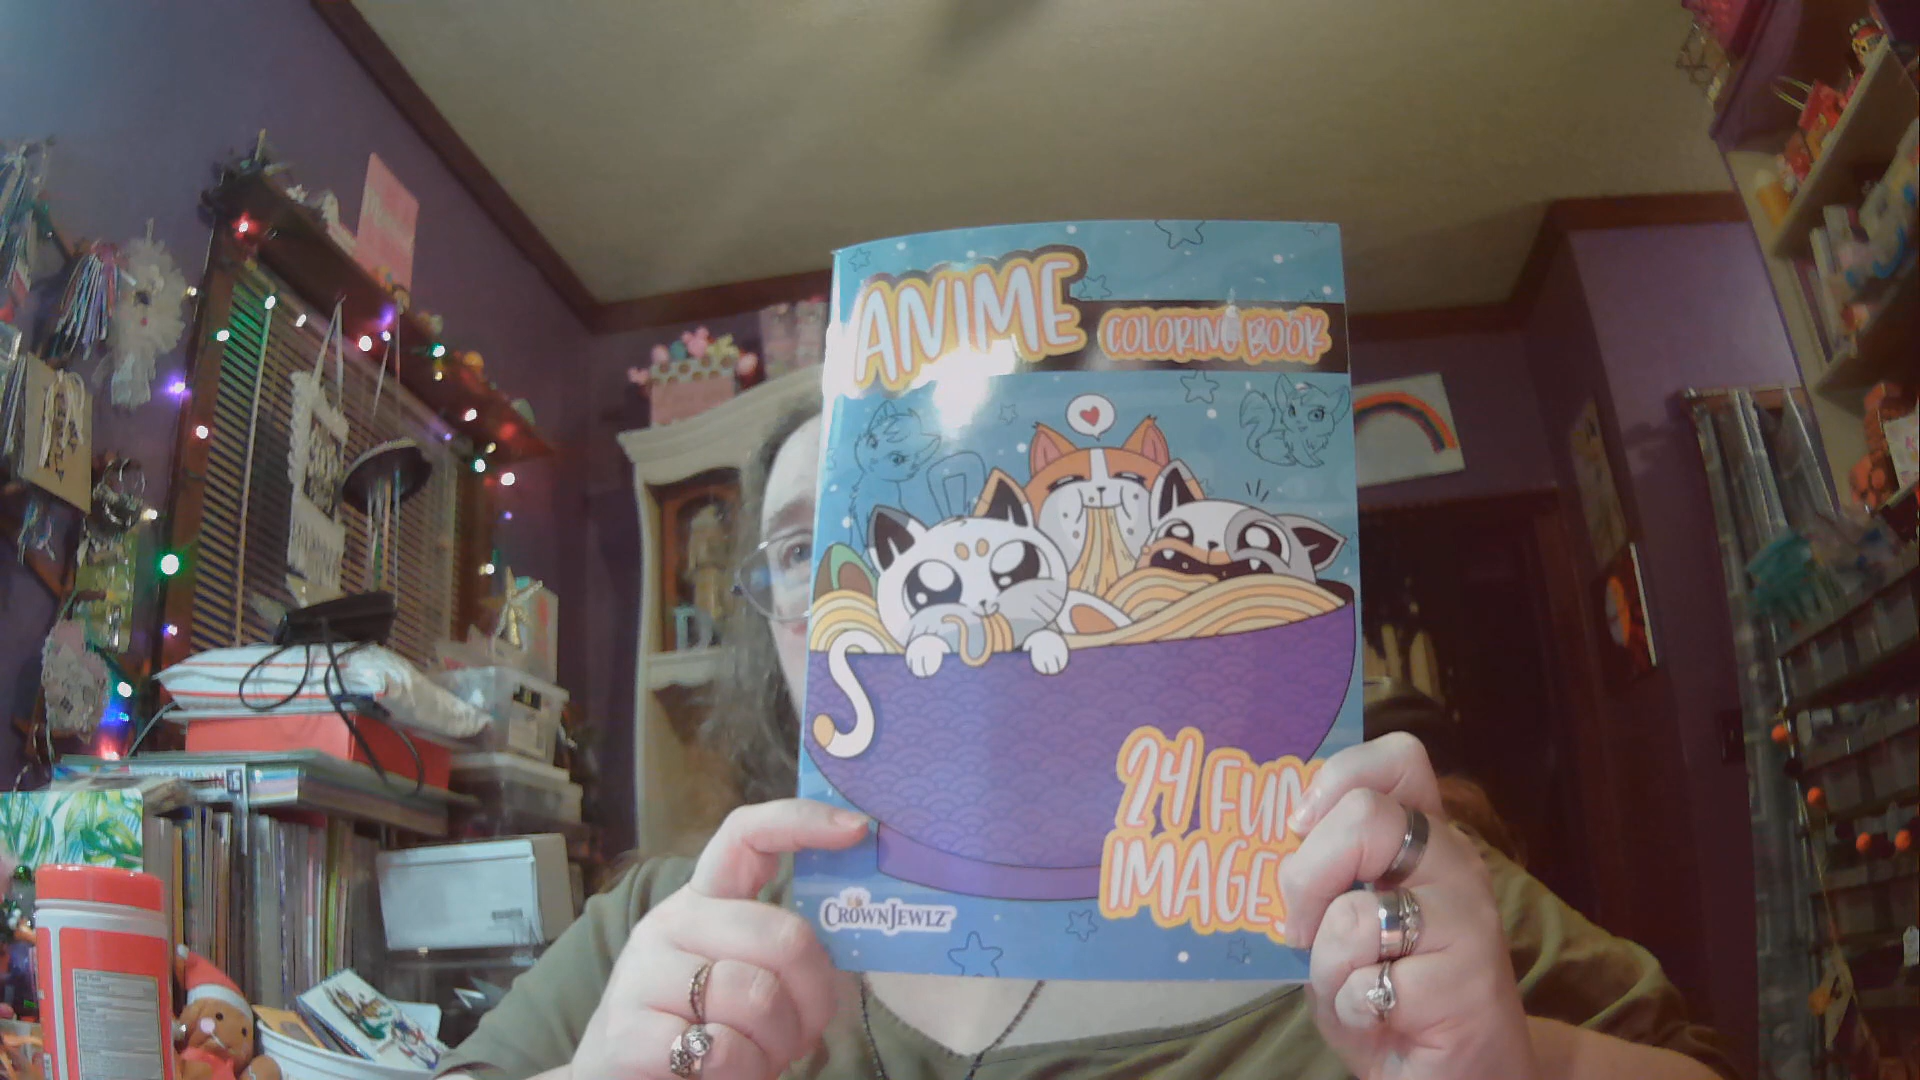 ANIME
COLORING BOOK
24 FUN
IMAGES
CROWNJEWLZ